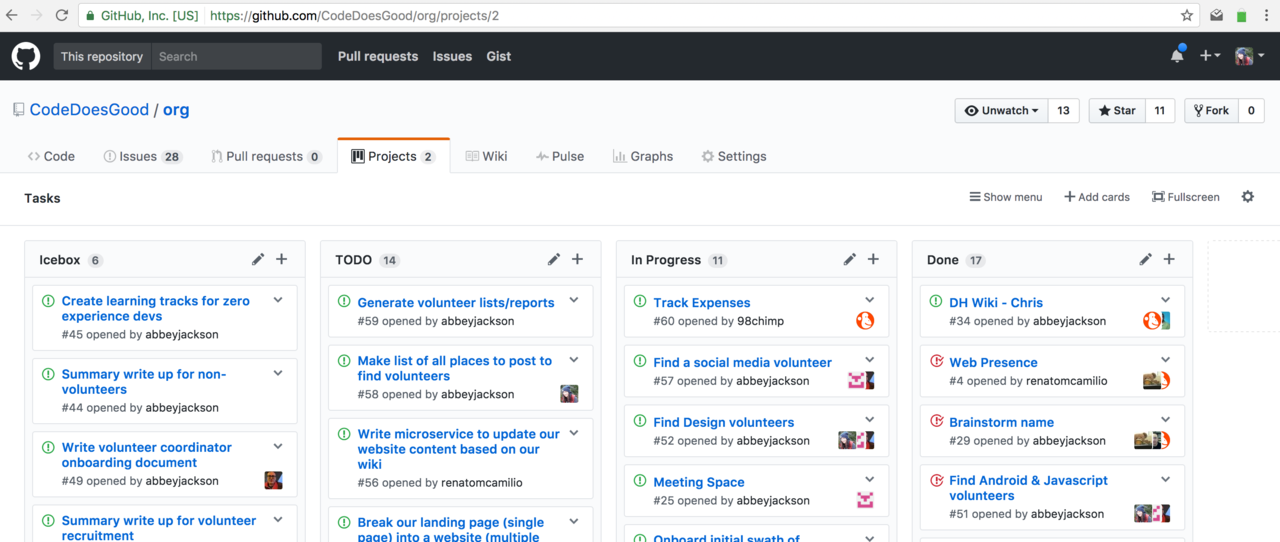 GitHub, Inc. [US] https://github.com/CodeDoesGood/org/projects/2
This repository Search Pull requests Issues Gist
CodeDoesGood / org
Unwatch 13 Star 11 Fork 0
Code Issues 28 Pull requests 0 Projects 2 Wiki Pulse Graphs Settings
Tasks
Show menu Add cards Fullscreen
Icebox 6
Create learning tracks for zero
experience devs
#45 opened by abbeyjackson
Summary write up for non-
volunteers
#44 opened by abbeyjackson
Write volunteer coordinator
onboarding document
#49 opened by abbeyjackson
Summary write up for volunteer
recruitment
TODO 14
Generate volunteer lists/reports
#59 opened by abbeyjackson
Make list of all places to post to
find volunteers
#58 opened by abbeyjackson
Write microservice to update our
website content based on our
wiki
#56 opened by renatomcamilio
Break our landing page (single
page) into a website (multiple
In Progress 11
Track Expenses
#60 opened by 98chimp
Find a social media volunteer
#57 opened by abbeyjackson
Find Design volunteers
#52 opened by abbeyjackson
Meeting Space
#25 opened by abbeyjackson
Onboard initial swath of
Done 17
DH Wiki - Chris
#34 opened by abbeyjackson
Web Presence
#4 opened by renatomcamilio
Brainstorm name
#29 opened by abbeyjackson
Find Android & Javascript
volunteers
#51 opened by abbeyjackson